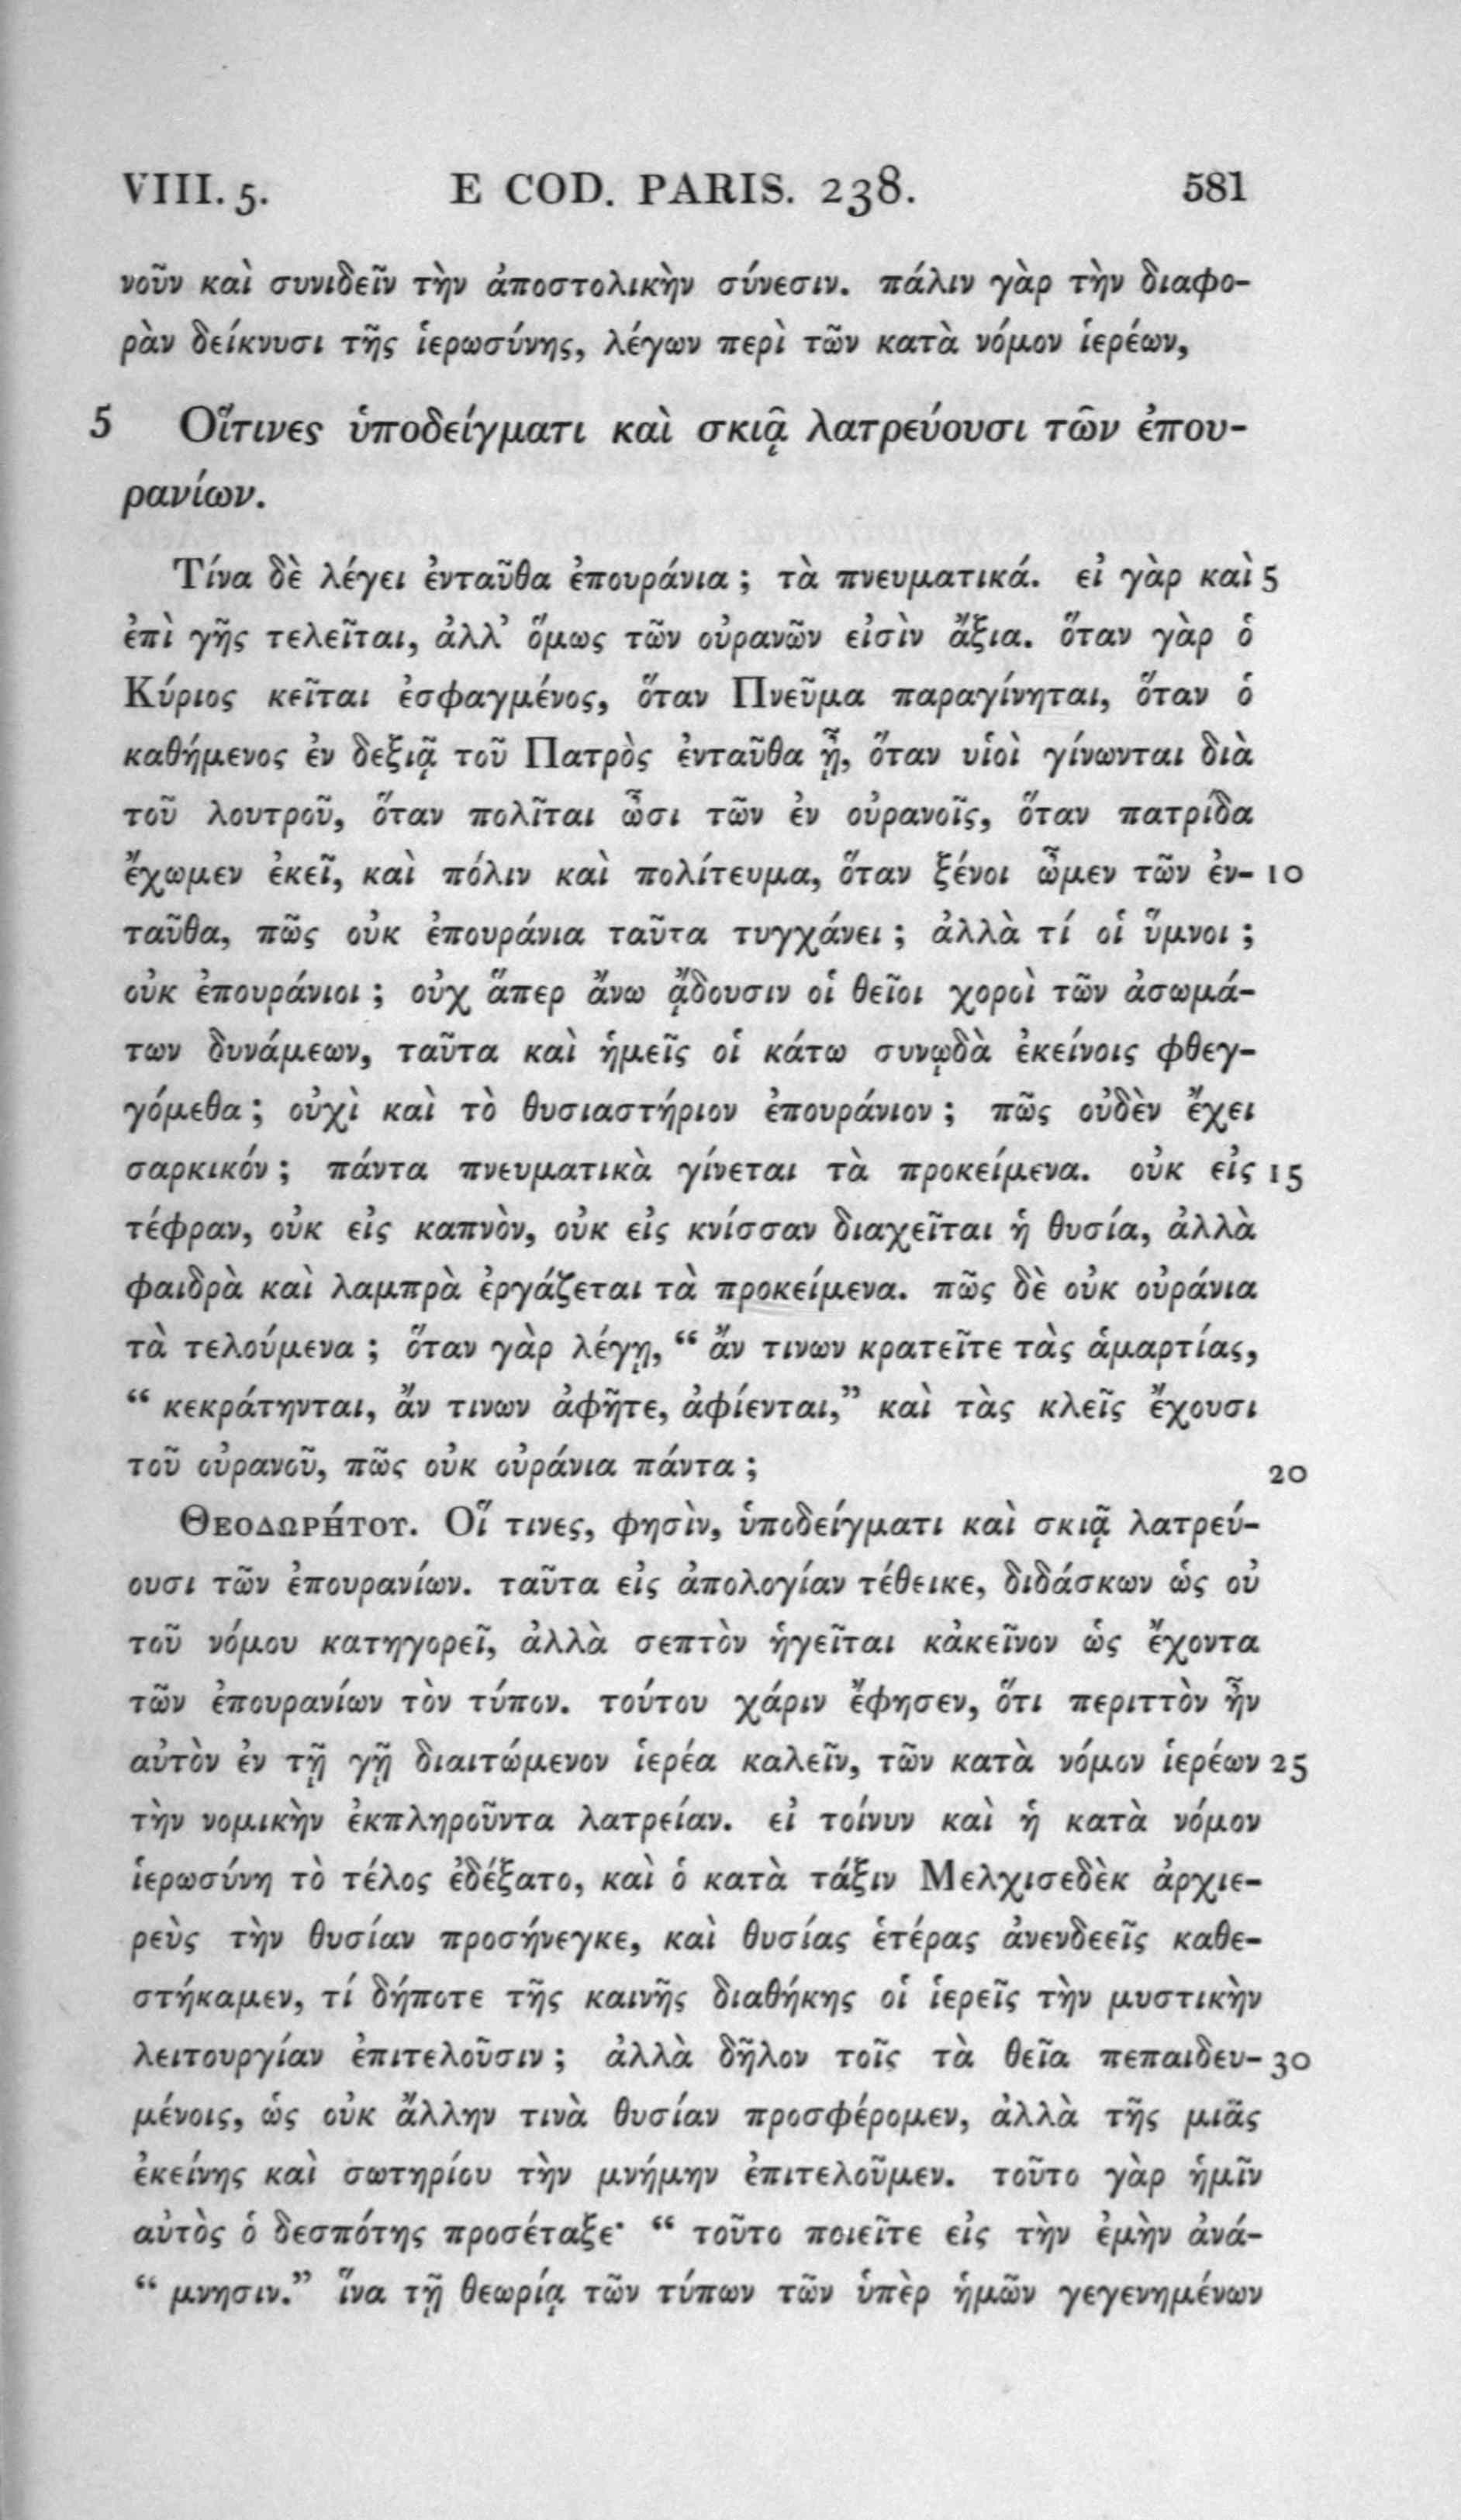 VIII. 5. E COD. PARIS. 238. 581
νοῦν καὶ συνιδεῖν τὴν ἀποστολικὴν σύνεσιν. πάλιν γὰρ τὴν διαφο-
ρὰν δείκνυσι τῆς ἱερωσύνης, λέγων περὶ τῶν κατὰ νόμον ἱερέων,
5 Οἵτινες ὑποδείγματι καὶ σκιᾷ λατρεύουσι τῶν ἐπου-
ρανίων.
Τίνα δὲ λέγει ἐνταῦθα ἐπουράνια ; τὰ πνευματικά. εἰ γὰρ καὶ 5
ἐπὶ γῆς τελεῖται, ἀλλ’ ὅμως τῶν οὐρανῶν εἰσὶν ἄξια. ὅταν γὰρ ὁ
Κύριος κεῖται ἐσφαγμένος, ὅταν Πνεῦμα παραγίνηται, ὅταν ὁ
καθήμενος ἐν δεξιᾷ τοῦ Πατρὸς ἐνταῦθα ᾖ, ὅταν υἱοὶ γίνωνται διὰ
τοῦ λουτροῦ, ὅταν πολῖται ὦσι τῶν ἐν οὐρανοῖς, ὅταν πατρίδα
ἔχωμεν ἐκεῖ, καὶ πόλιν καὶ πολίτευμα, ὅταν ξένοι ὦμεν τῶν ἐν- 10
ταῦθα, πῶς οὐκ ἐπουράνια ταῦτα τυγχάνει ; ἀλλὰ τί οἱ ὕμνοι ;
οὐκ ἐπουράνιοι ; οὐχ ἅπερ ἄνω ᾄδουσιν οἱ θεῖοι χοροὶ τῶν ἀσωμά-
των δυνάμεων, ταῦτα καὶ ἡμεῖς οἱ κάτω συνῳδὰ ἐκείνοις φθεγ-
γόμεθα ; οὐχὶ καὶ τὸ θυσιαστήριον ἐπουράνιον ; πῶς οὐδὲν ἔχει
σαρκικόν ; πάντα πνευματικὰ γίνεται τὰ προκείμενα. οὐκ εἰς 15
τέφραν, οὐκ εἰς καπνὸν, οὐκ εἰς κνίσσαν διαχεῖται ἡ θυσία, ἀλλὰ
φαιδρὰ καὶ λαμπρὰ ἐργάζεται τὰ προκείμενα. πῶς δὲ οὐκ οὐράνια
τὰ τελούμενα ; ὅταν γὰρ λέγῃ, “ ἄν τινων κρατεῖτε τὰς ἁμαρτίας,
“ κεκράτηνται, ἄν τινων ἀφῆτε, ἀφίενται,” καὶ τὰς κλεῖς ἔχουσι
τοῦ οὐρανοῦ, πῶς οὐκ οὐράνια πάντα ; 20
ΘΕΟΔΩΡΉΤΟΥ. Οἵ τινες, φησὶν, ὑποδείγματι καὶ σκιᾷ λατρεύ-
ουσι τῶν ἐπουρανίων. ταῦτα εἰς ἀπολογίαν τέθεικε, διδάσκων ὡς οὐ
τοῦ νόμου κατηγορεῖ, ἀλλὰ σεπτὸν ἡγεῖται κἀκεῖνον ὡς ἔχοντα
τῶν ἐπουρανίων τὸν τύπον. τούτου χάριν ἔφησεν, ὅτι περιττὸν ἦν
αὐτὸν ἐν τῇ γῇ διαιτώμενον ἱερέα καλεῖν, τῶν κατὰ νόμον ἱερέων 25
τὴν νομικὴν ἐκπληροῦντα λατρείαν. εἰ τοίνυν καὶ ἡ κατὰ νόμον
ἱερωσύνη τὸ τέλος ἐδέξατο, καὶ ὁ κατὰ τάξιν Μελχισεδὲκ ἀρχιε-
ρεὺς τὴν θυσίαν προσήνεγκε, καὶ θυσίας ἑτέρας ἀνενδεεῖς καθε-
στήκαμεν, τί δήποτε τῆς καινῆς διαθήκης οἱ ἱερεῖς τὴν μυστικὴν
λειτουργίαν ἐπιτελοῦσιν ; ἀλλὰ δῆλον τοῖς τὰ θεῖα πεπαιδευ- 30
μένοις, ὡς οὐκ ἄλλην τινὰ θυσίαν προσφέρομεν, ἀλλὰ τῆς μιᾶς
ἐκείνης καὶ σωτηρίου τὴν μνήμην ἐπιτελοῦμεν. τοῦτο γὰρ ἡμῖν
αὐτὸς ὁ δεσπότης προσέταξε· “ τοῦτο ποιεῖτε εἰς τὴν ἐμὴν ἀνά-
“ μνησιν.” ἵνα τῇ θεωρίᾳ τῶν τύπων τῶν ὑπὲρ ἡμῶν γεγενημένων